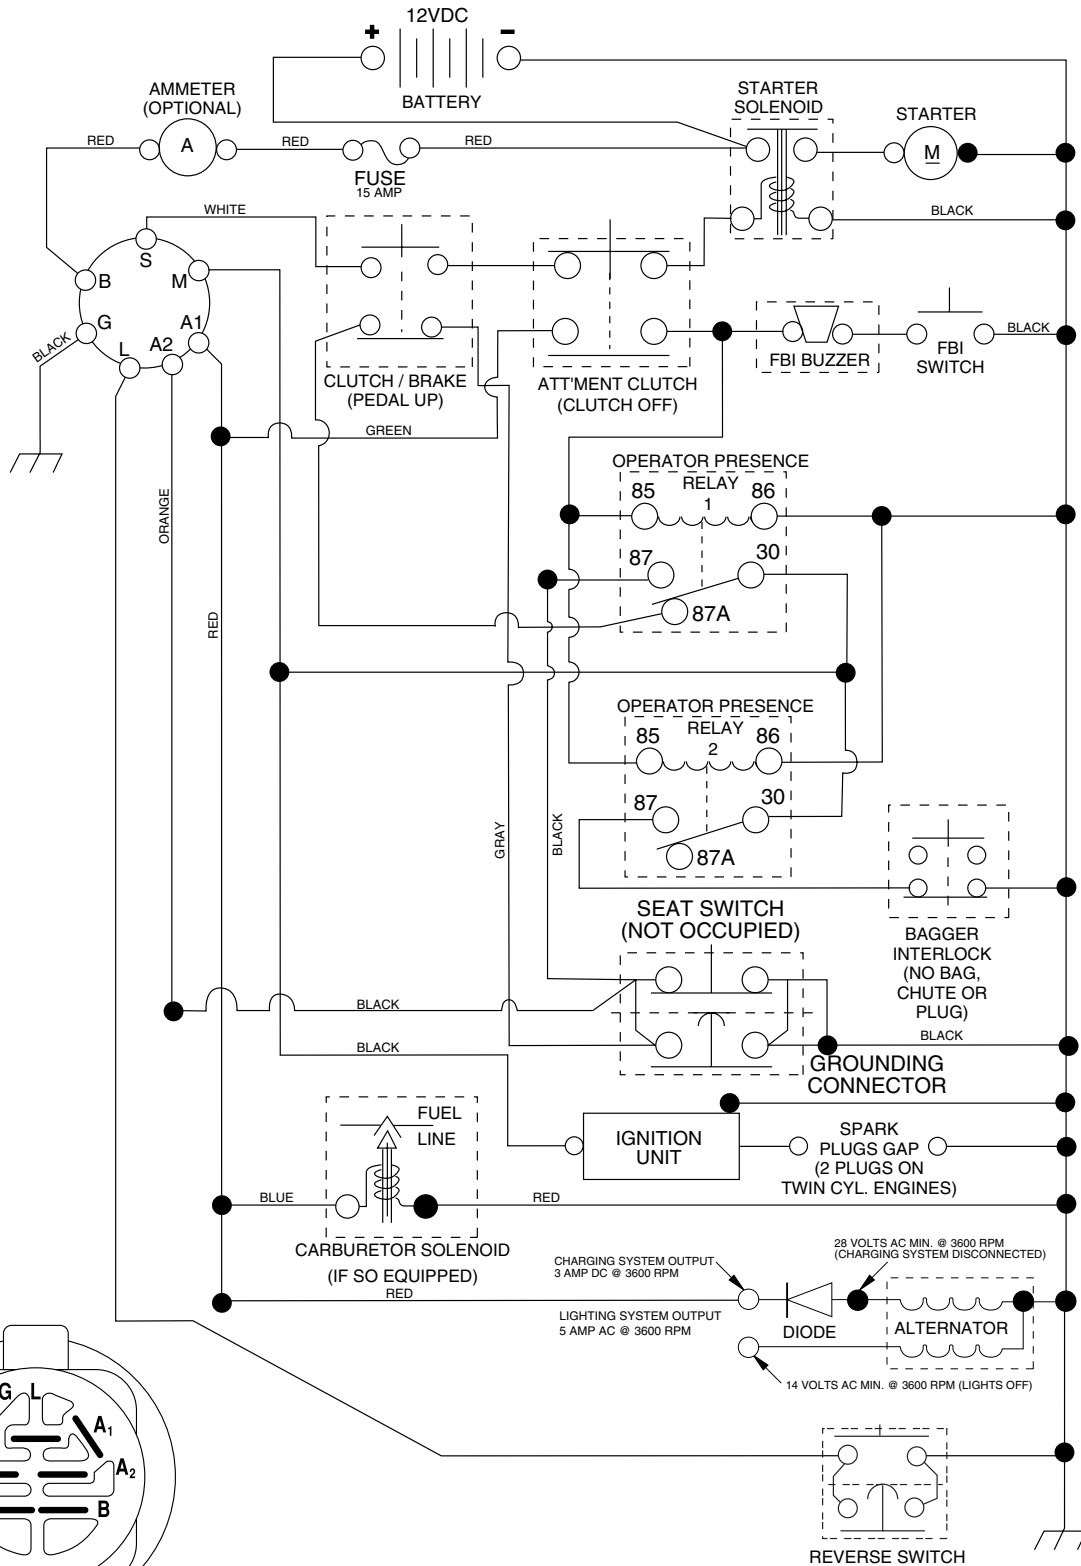 12VDC
+
-
BATTERY
AMMETER
(OPTIONAL)
STARTER
SOLENOID
STARTER
RED
A
RED
RED
M
FUSE
15 AMP
WHITE
BLACK
S
B
M
G
A1
L
A2
BLACK
CLUTCH / BRAKE
(PEDAL UP)
ATT'MENT CLUTCH
(CLUTCH OFF)
FBI BUZZER
FBI
SWITCH
BLACK
GREEN
OPERATOR PRESENCE
RELAY
1
85
86
87
30
87A
ORANGE
RED
OPERATOR PRESENCE
RELAY
2
85
86
87
30
87A
GRAY
BLACK
SEAT SWITCH
(NOT OCCUPIED)
BAGGER
INTERLOCK
(NO BAG,
CHUTE OR
PLUG)
BLACK
BLACK
BLACK
GROUNDING
CONNECTOR
FUEL
LINE
IGNITION
UNIT
SPARK
PLUGS GAP
(2 PLUGS ON
TWIN CYL. ENGINES)
BLUE
RED
CARBURETOR SOLENOID
(IF SO EQUIPPED)
RED
CHARGING SYSTEM OUTPUT
3 AMP DC @ 3600 RPM
28 VOLTS AC MIN. @ 3600 RPM
(CHARGING SYSTEM DISCONNECTED)
LIGHTING SYSTEM OUTPUT
5 AMP AC @ 3600 RPM
DIODE
ALTERNATOR
14 VOLTS AC MIN. @ 3600 RPM (LIGHTS OFF)
G L
A1
A2
B
REVERSE SWITCH